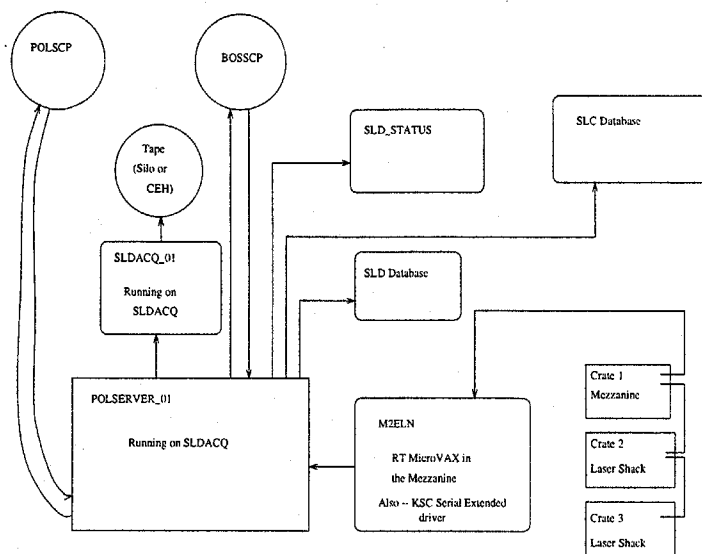 POLSCP
BOSSCP
SLD_STATUS
SLC Database
Tape
(Silo or
CEH)
SLDACQ_01
Running on
SLDACQ
SLD Database
POLSERVER_01
Running on SLDACQ
M2ELN
RT MicroVAX in
the Mezzanine
Also -- KSC Serial Extended
driver
Crate 1
Mezzanine
Crate 2
Laser Shack
Crate 3
Laser Shack